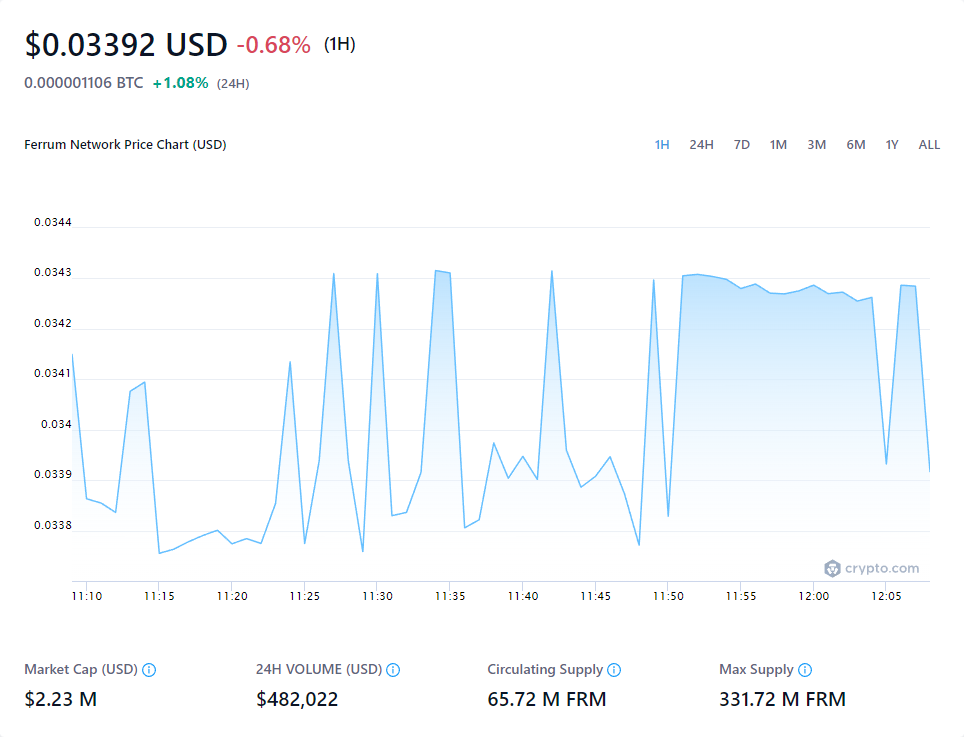 $0.03392 USD -0.68% (1H)
0.000001106 BTC +1.08% (24H)
Ferrum Network Price Chart (USD) 1H 24H 7D 1M 3M 6M 1Y ALL
0.0344
0.0343
0.0342
0.0341
0.034
0.0339
0.0338
crypto.com
11:10 11:15 11:20 11:25 11:30 11:35 11:40 11:45 11:50 11:55 12:00 12:05
Market Cap (USD) 24H VOLUME (USD) Circulating Supply Max Supply
$2.23 M $482,022 65.72 M FRM 331.72 M FRM